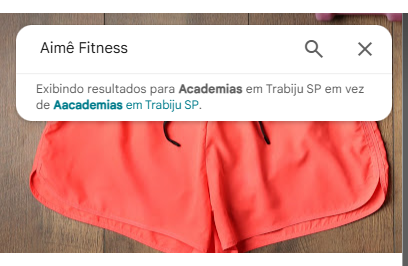 Aimê Fitness
Exibindo resultados para Academias em Trabiju SP em vez
de Aacademias em Trabiju SP.